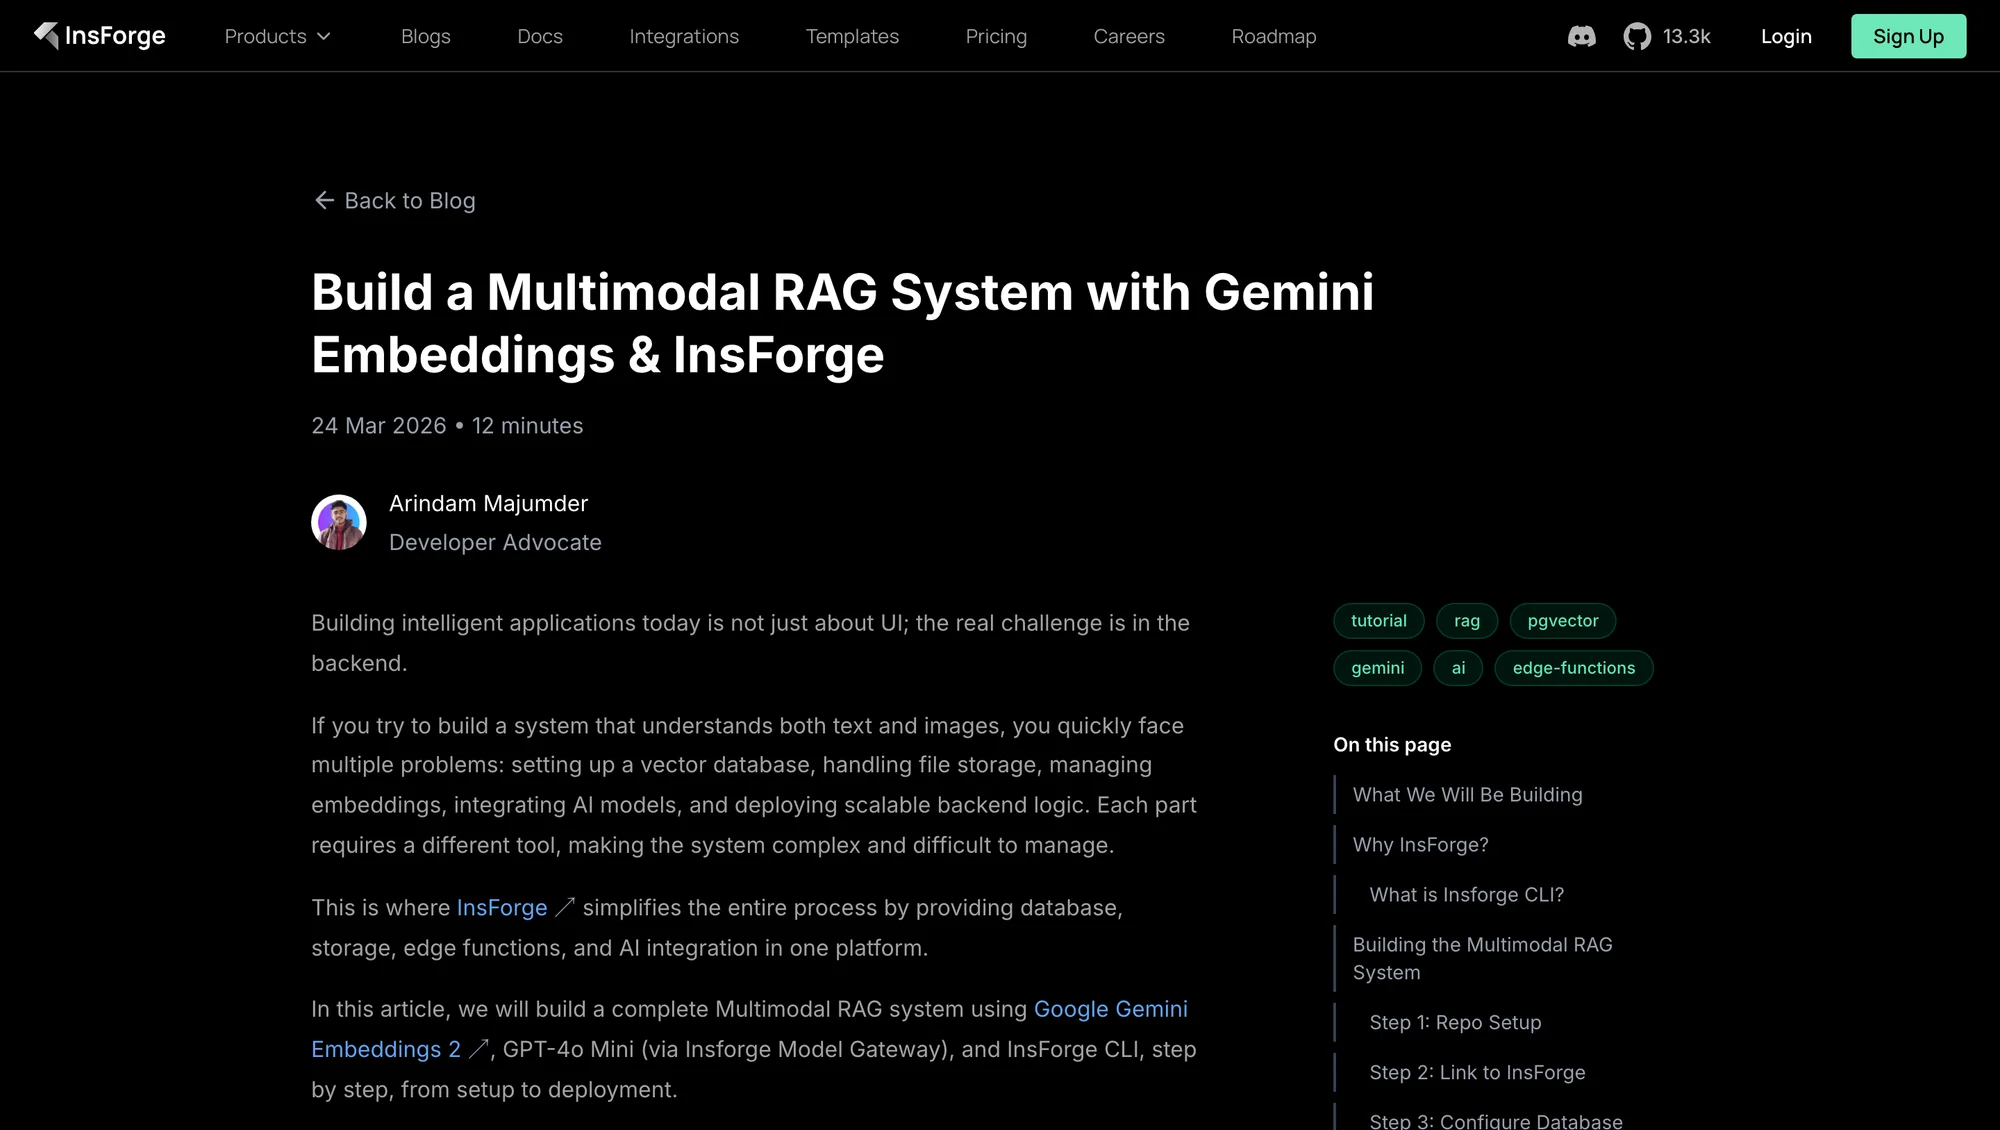 InsForge
Products
Blogs
Docs
Integrations
Templates
Pricing
Careers
Roadmap
13.3k
Login
Sign Up
Back to Blog
Build a Multimodal RAG System with Gemini
Embeddings & InsForge
24 Mar 2026 • 12 minutes
Arindam Majumder
Developer Advocate
Building intelligent applications today is not just about UI; the real challenge is in the
backend.
If you try to build a system that understands both text and images, you quickly face
multiple problems: setting up a vector database, handling file storage, managing
embeddings, integrating AI models, and deploying scalable backend logic. Each part
requires a different tool, making the system complex and difficult to manage.
This is where InsForge ↗ simplifies the entire process by providing database,
storage, edge functions, and AI integration in one platform.
In this article, we will build a complete Multimodal RAG system using Google Gemini
Embeddings 2 ↗, GPT-4o Mini (via Insforge Model Gateway), and InsForge CLI, step
by step, from setup to deployment.
tutorial
rag
pgvector
gemini
ai
edge-functions
On this page
What We Will Be Building
Why InsForge?
What is Insforge CLI?
Building the Multimodal RAG
System
Step 1: Repo Setup
Step 2: Link to InsForge
Step 3: Configure Database